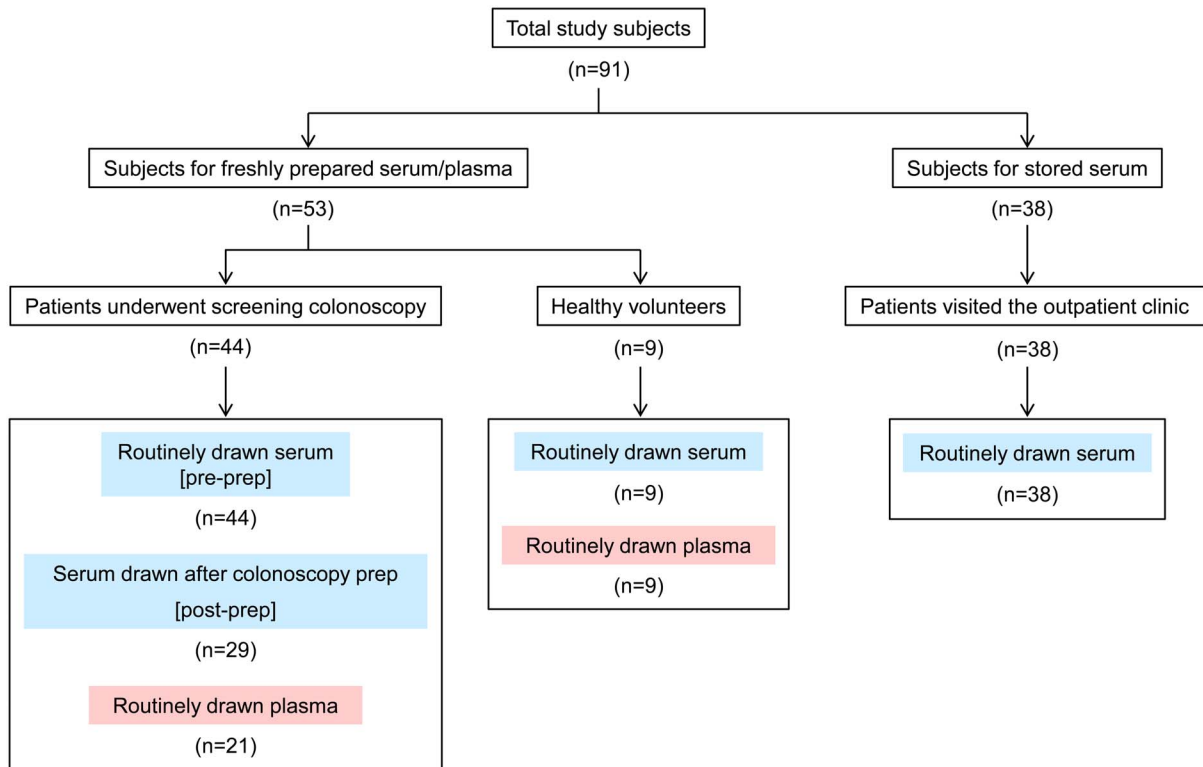 Total study subjects
(n=91)
Subjects for freshly prepared serum/plasma
(n=53)
Subjects for stored serum
(n=38)
Patients underwent screening colonoscopy
(n=44)
Healthy volunteers
(n=9)
Patients visited the outpatient clinic
(n=38)
Routinely drawn serum
[pre-prep]
(n=44)
Serum drawn after colonoscopy prep
[post-prep]
(n=29)
Routinely drawn plasma
(n=21)
Routinely drawn serum
(n=9)
Routinely drawn plasma
(n=9)
Routinely drawn serum
(n=38)